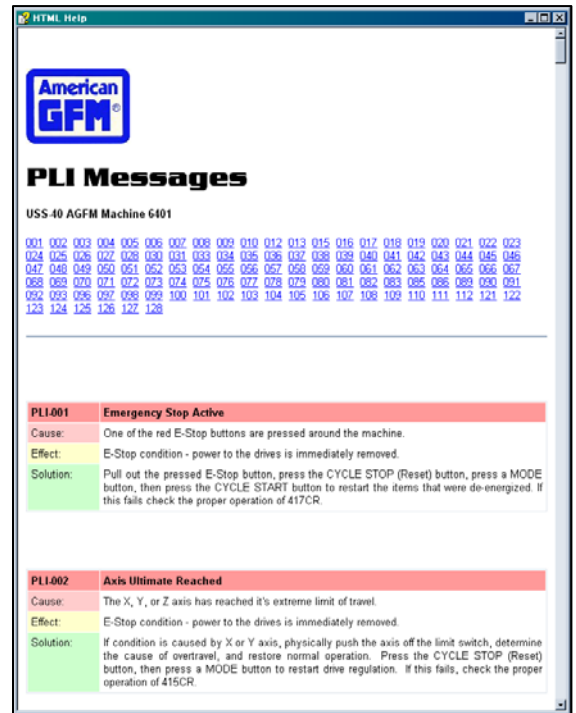 HTML Help
American
GFM®
PLI Messages
USS-40 AGFM Machine 6401
001 002 003 004 005 006 007 008 009 010 012 013 015 016 017 018 019 020 021 022 023
024 025 026 027 028 030 031 033 034 035 036 037 038 039 040 041 042 043 044 045 046
047 048 049 050 051 052 053 054 055 056 057 058 059 060 061 062 063 064 065 066 067
068 069 070 071 072 073 074 075 076 077 078 079 080 081 082 083 085 086 089 090 091
092 093 096 097 098 099 100 101 102 103 104 105 106 107 108 109 110 111 112 121 122
123 124 125 126 127 128
PLI-001 Emergency Stop Active
Cause: One of the red E-Stop buttons are pressed around the machine.
Effect: E-Stop condition - power to the drives is immediately removed.
Solution: Pull out the pressed E-Stop button, press the CYCLE STOP (Reset) button, press a MODE
button, then press the CYCLE START button to restart the items that were de-energized. If
this fails check the proper operation of 417CR.
PLI-002 Axis Ultimate Reached
Cause: The X, Y, or Z axis has reached it's extreme limit of travel.
Effect: E-Stop condition - power to the drives is immediately removed.
Solution: If condition is caused by X or Y axis, physically push the axis off the limit switch, determine
the cause of overtravel, and restore normal operation. Press the CYCLE STOP (Reset)
button, then press a MODE button to restart drive regulation. If this fails, check the proper
operation of 415CR.